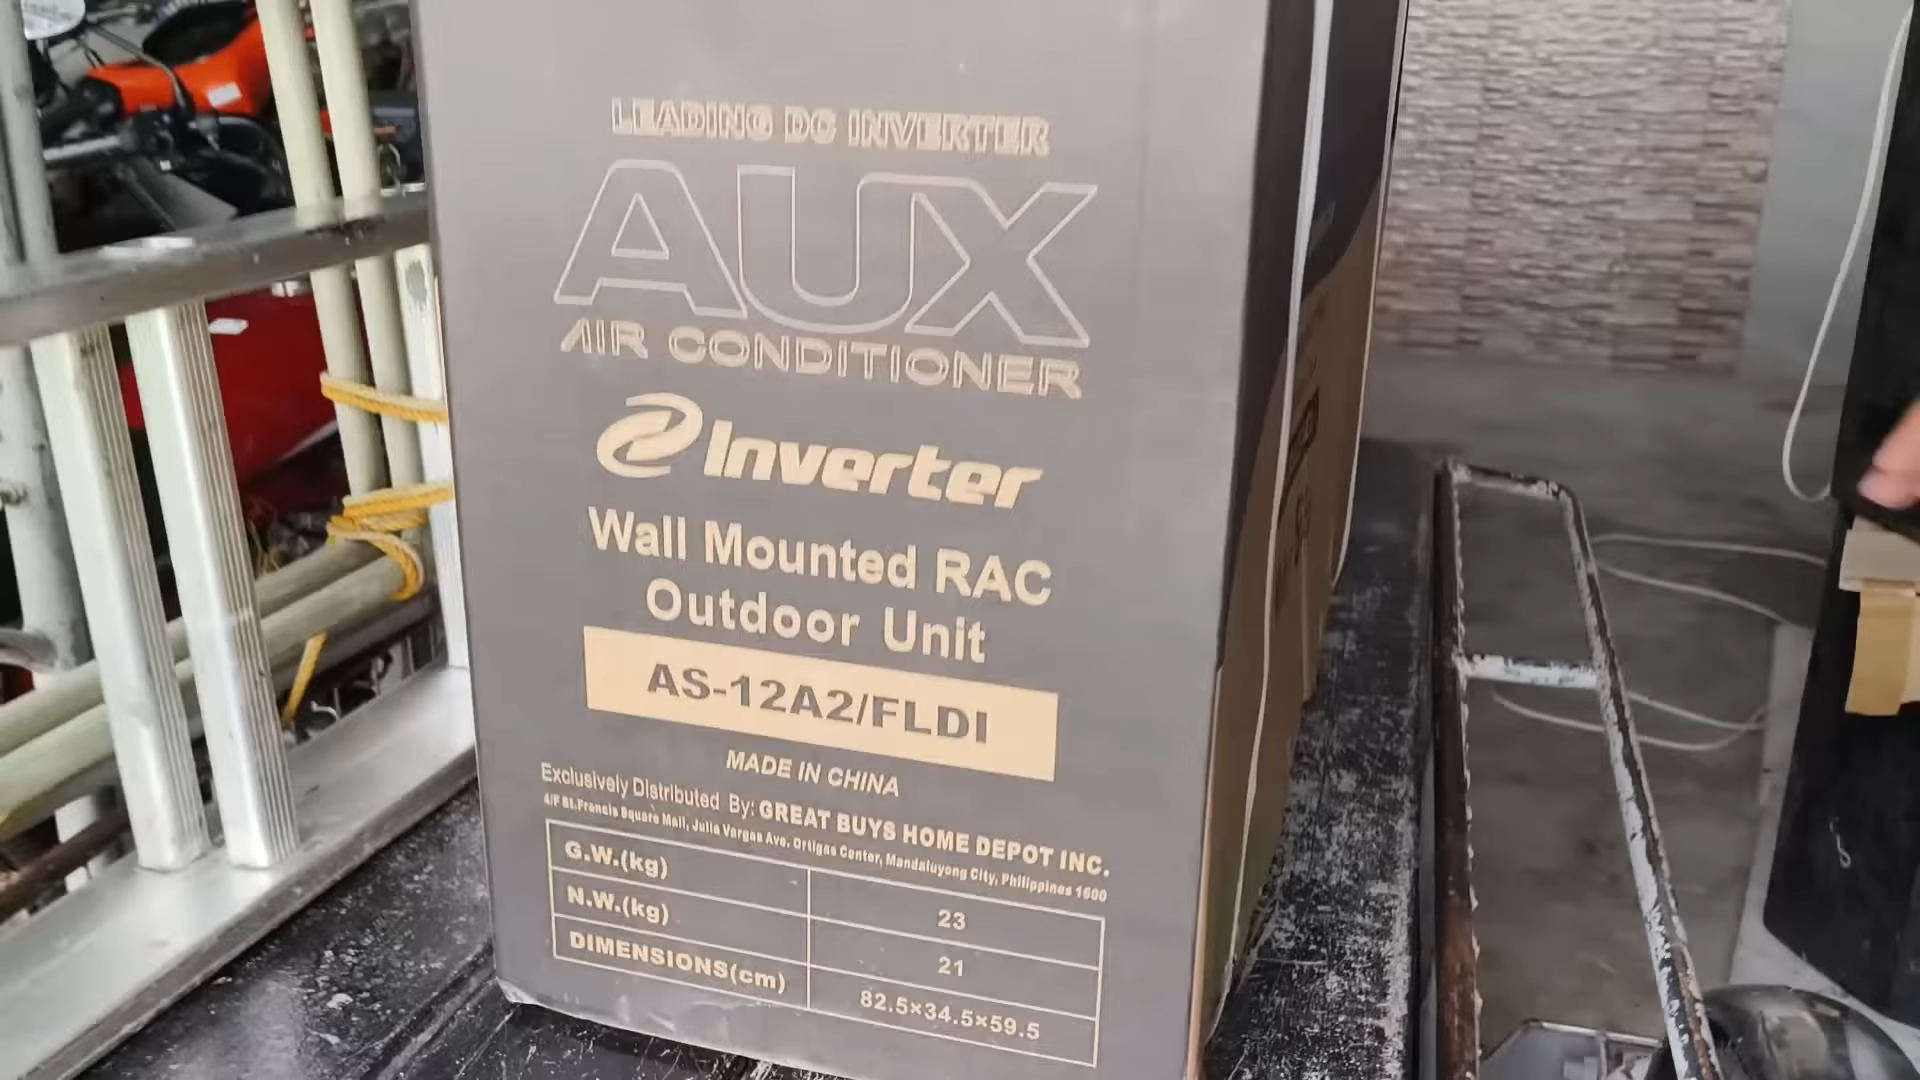 LEADING DC INVERTER
AUX
AIR CONDITIONER
Inverter
Wall Mounted RAC
Outdoor Unit
AS-12A2/FLDI
MADE IN CHINA
Exclusively Distributed By: GREAT BUYS HOME DEPOT INC.
4/F St.Francis Square Mall, Julia Vargas Ave. Ortigas Center, Mandaluyong City, Philippines 1600
G.W.(kg) 23
N.W.(kg) 21
DIMENSIONS(cm) 82.5×34.5×59.5